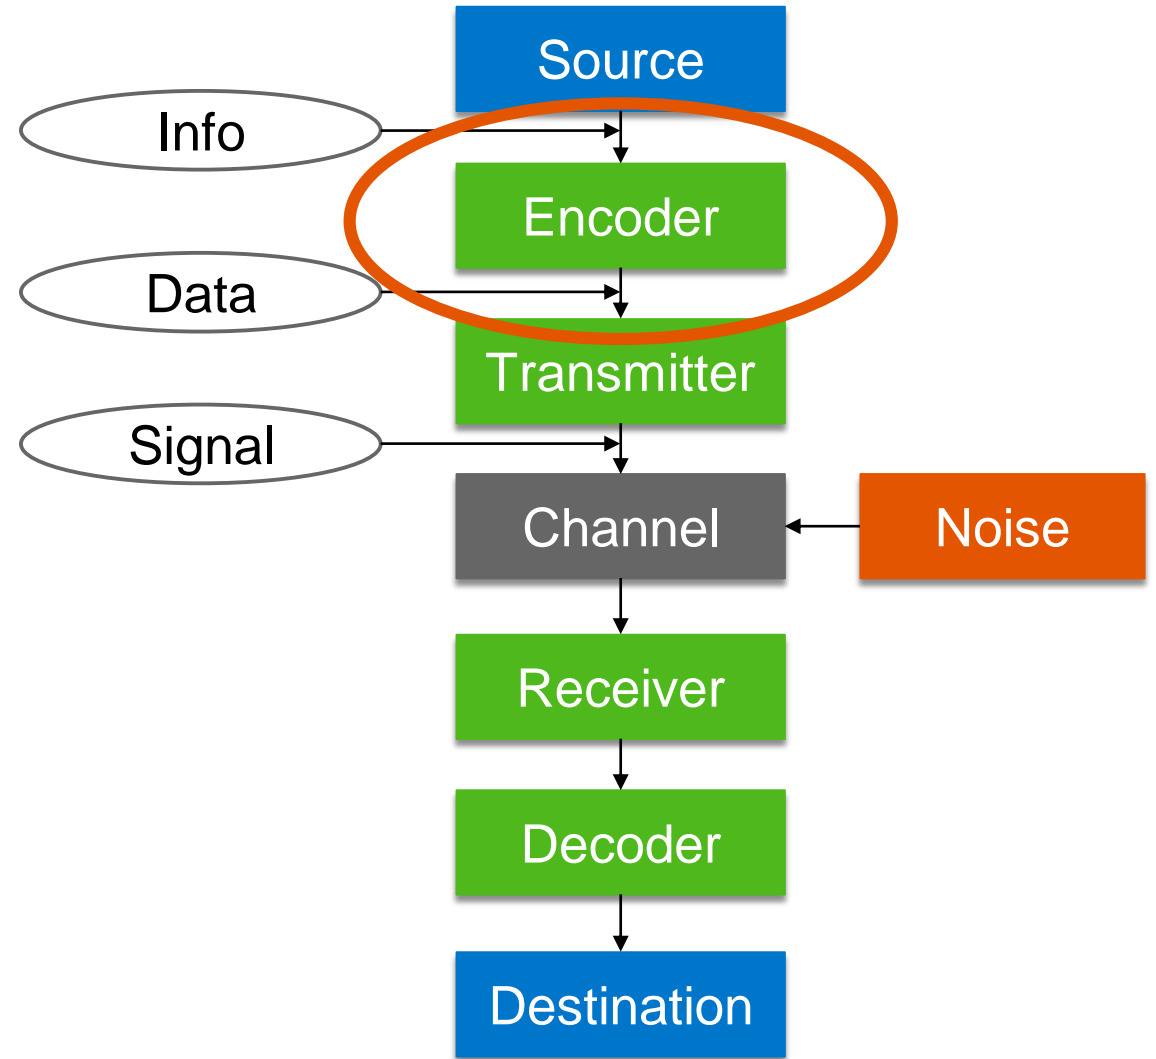 Source
Info
Encoder
Data
Transmitter
Signal
Channel
Noise
Receiver
Decoder
Destination